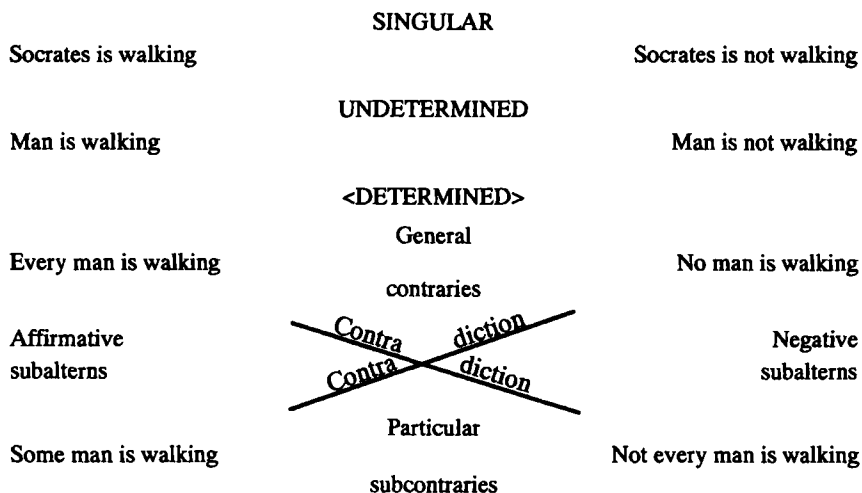 SINGULAR
Socrates is walking Socrates is not walking
UNDETERMINED
Man is walking Man is not walking
<DETERMINED>
General
Every man is walking No man is walking
contraries
Contra diction
Affirmative Negative
subalterns subalterns
Contra diction
Particular
Some man is walking Not every man is walking
subcontraries